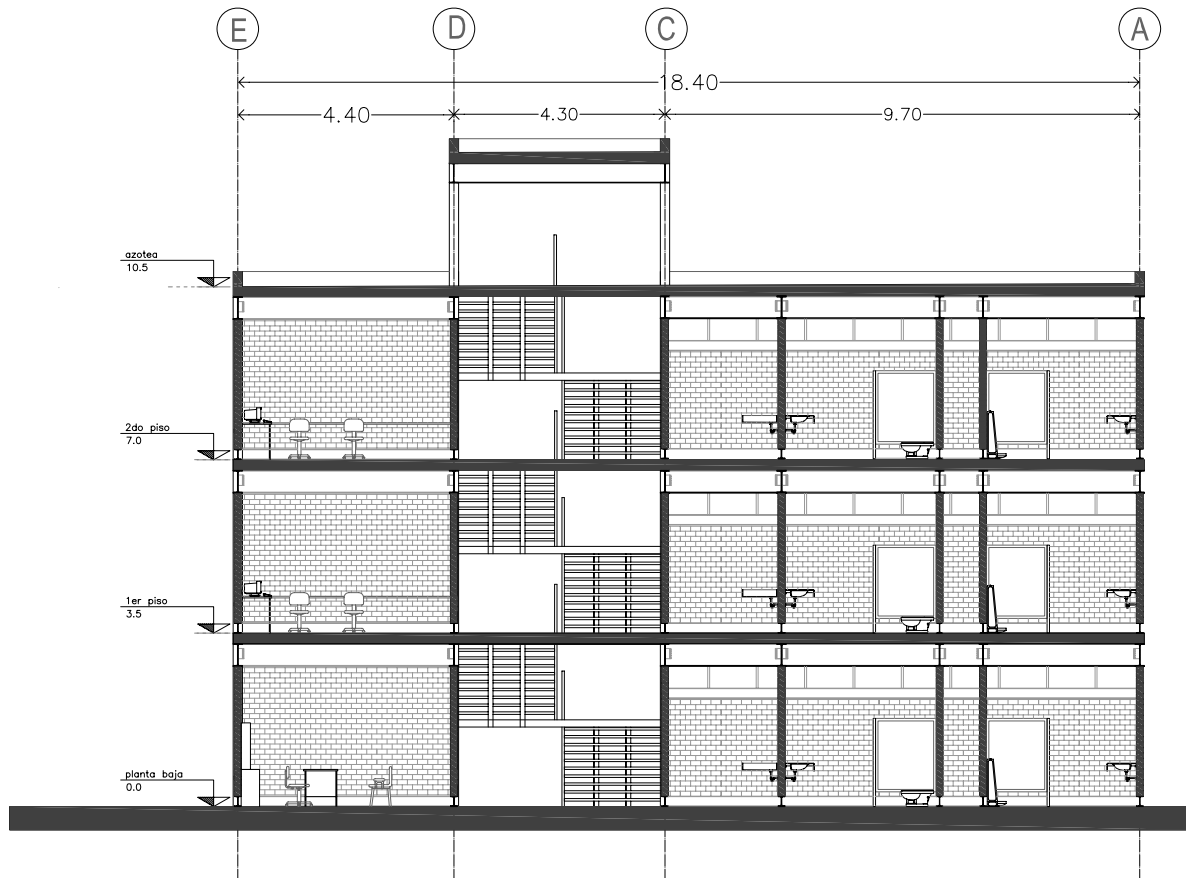 E D C A
18.40
4.40 4.30 9.70
azotea
10.5
2do piso
7.0
1er piso
3.5
planta baja
0.0